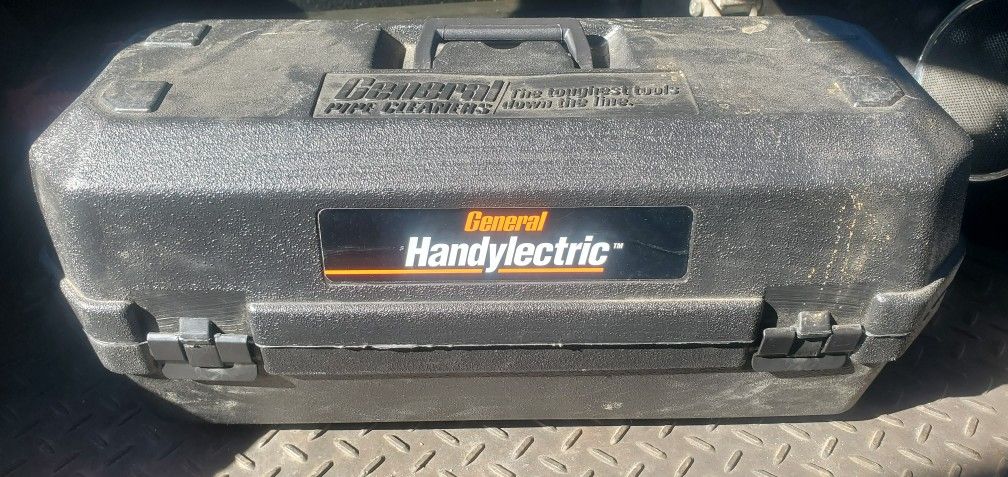 General
PIPE CLEANERS
The toughest tools
down the line.
General
Handylectric™